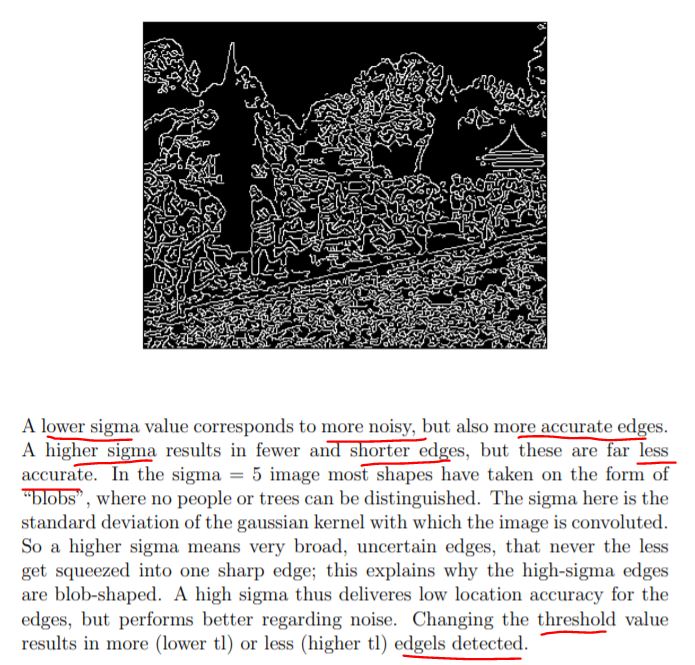 A lower sigma value corresponds to more noisy, but also more accurate edges.
A higher sigma results in fewer and shorter edges, but these are far less
accurate. In the sigma = 5 image most shapes have taken on the form of
“blobs”, where no people or trees can be distinguished. The sigma here is the
standard deviation of the gaussian kernel with which the image is convoluted.
So a higher sigma means very broad, uncertain edges, that never the less
get squeezed into one sharp edge; this explains why the high-sigma edges
are blob-shaped. A high sigma thus deliveres low location accuracy for the
edges, but performs better regarding noise. Changing the threshold value
results in more (lower tl) or less (higher tl) edgels detected.